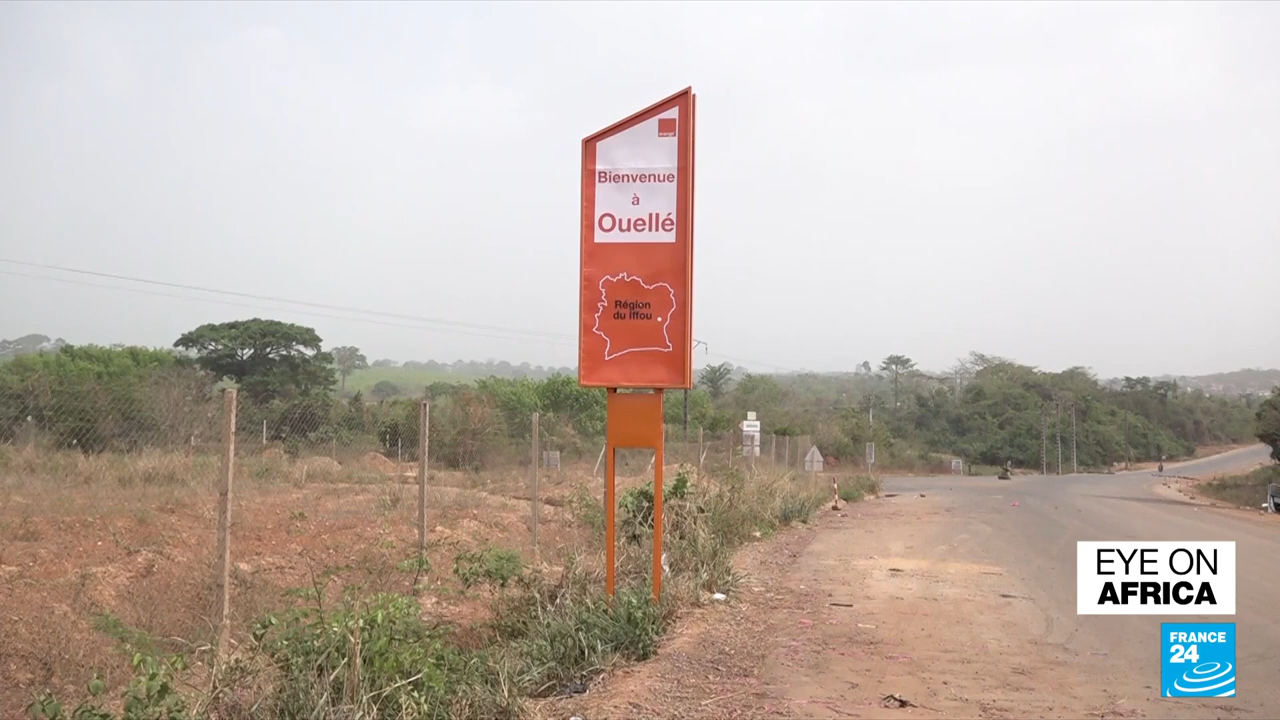 orange
Bienvenue
à
Ouellé
Région
du Iffou
EYE ON
AFRICA
FRANCE
24